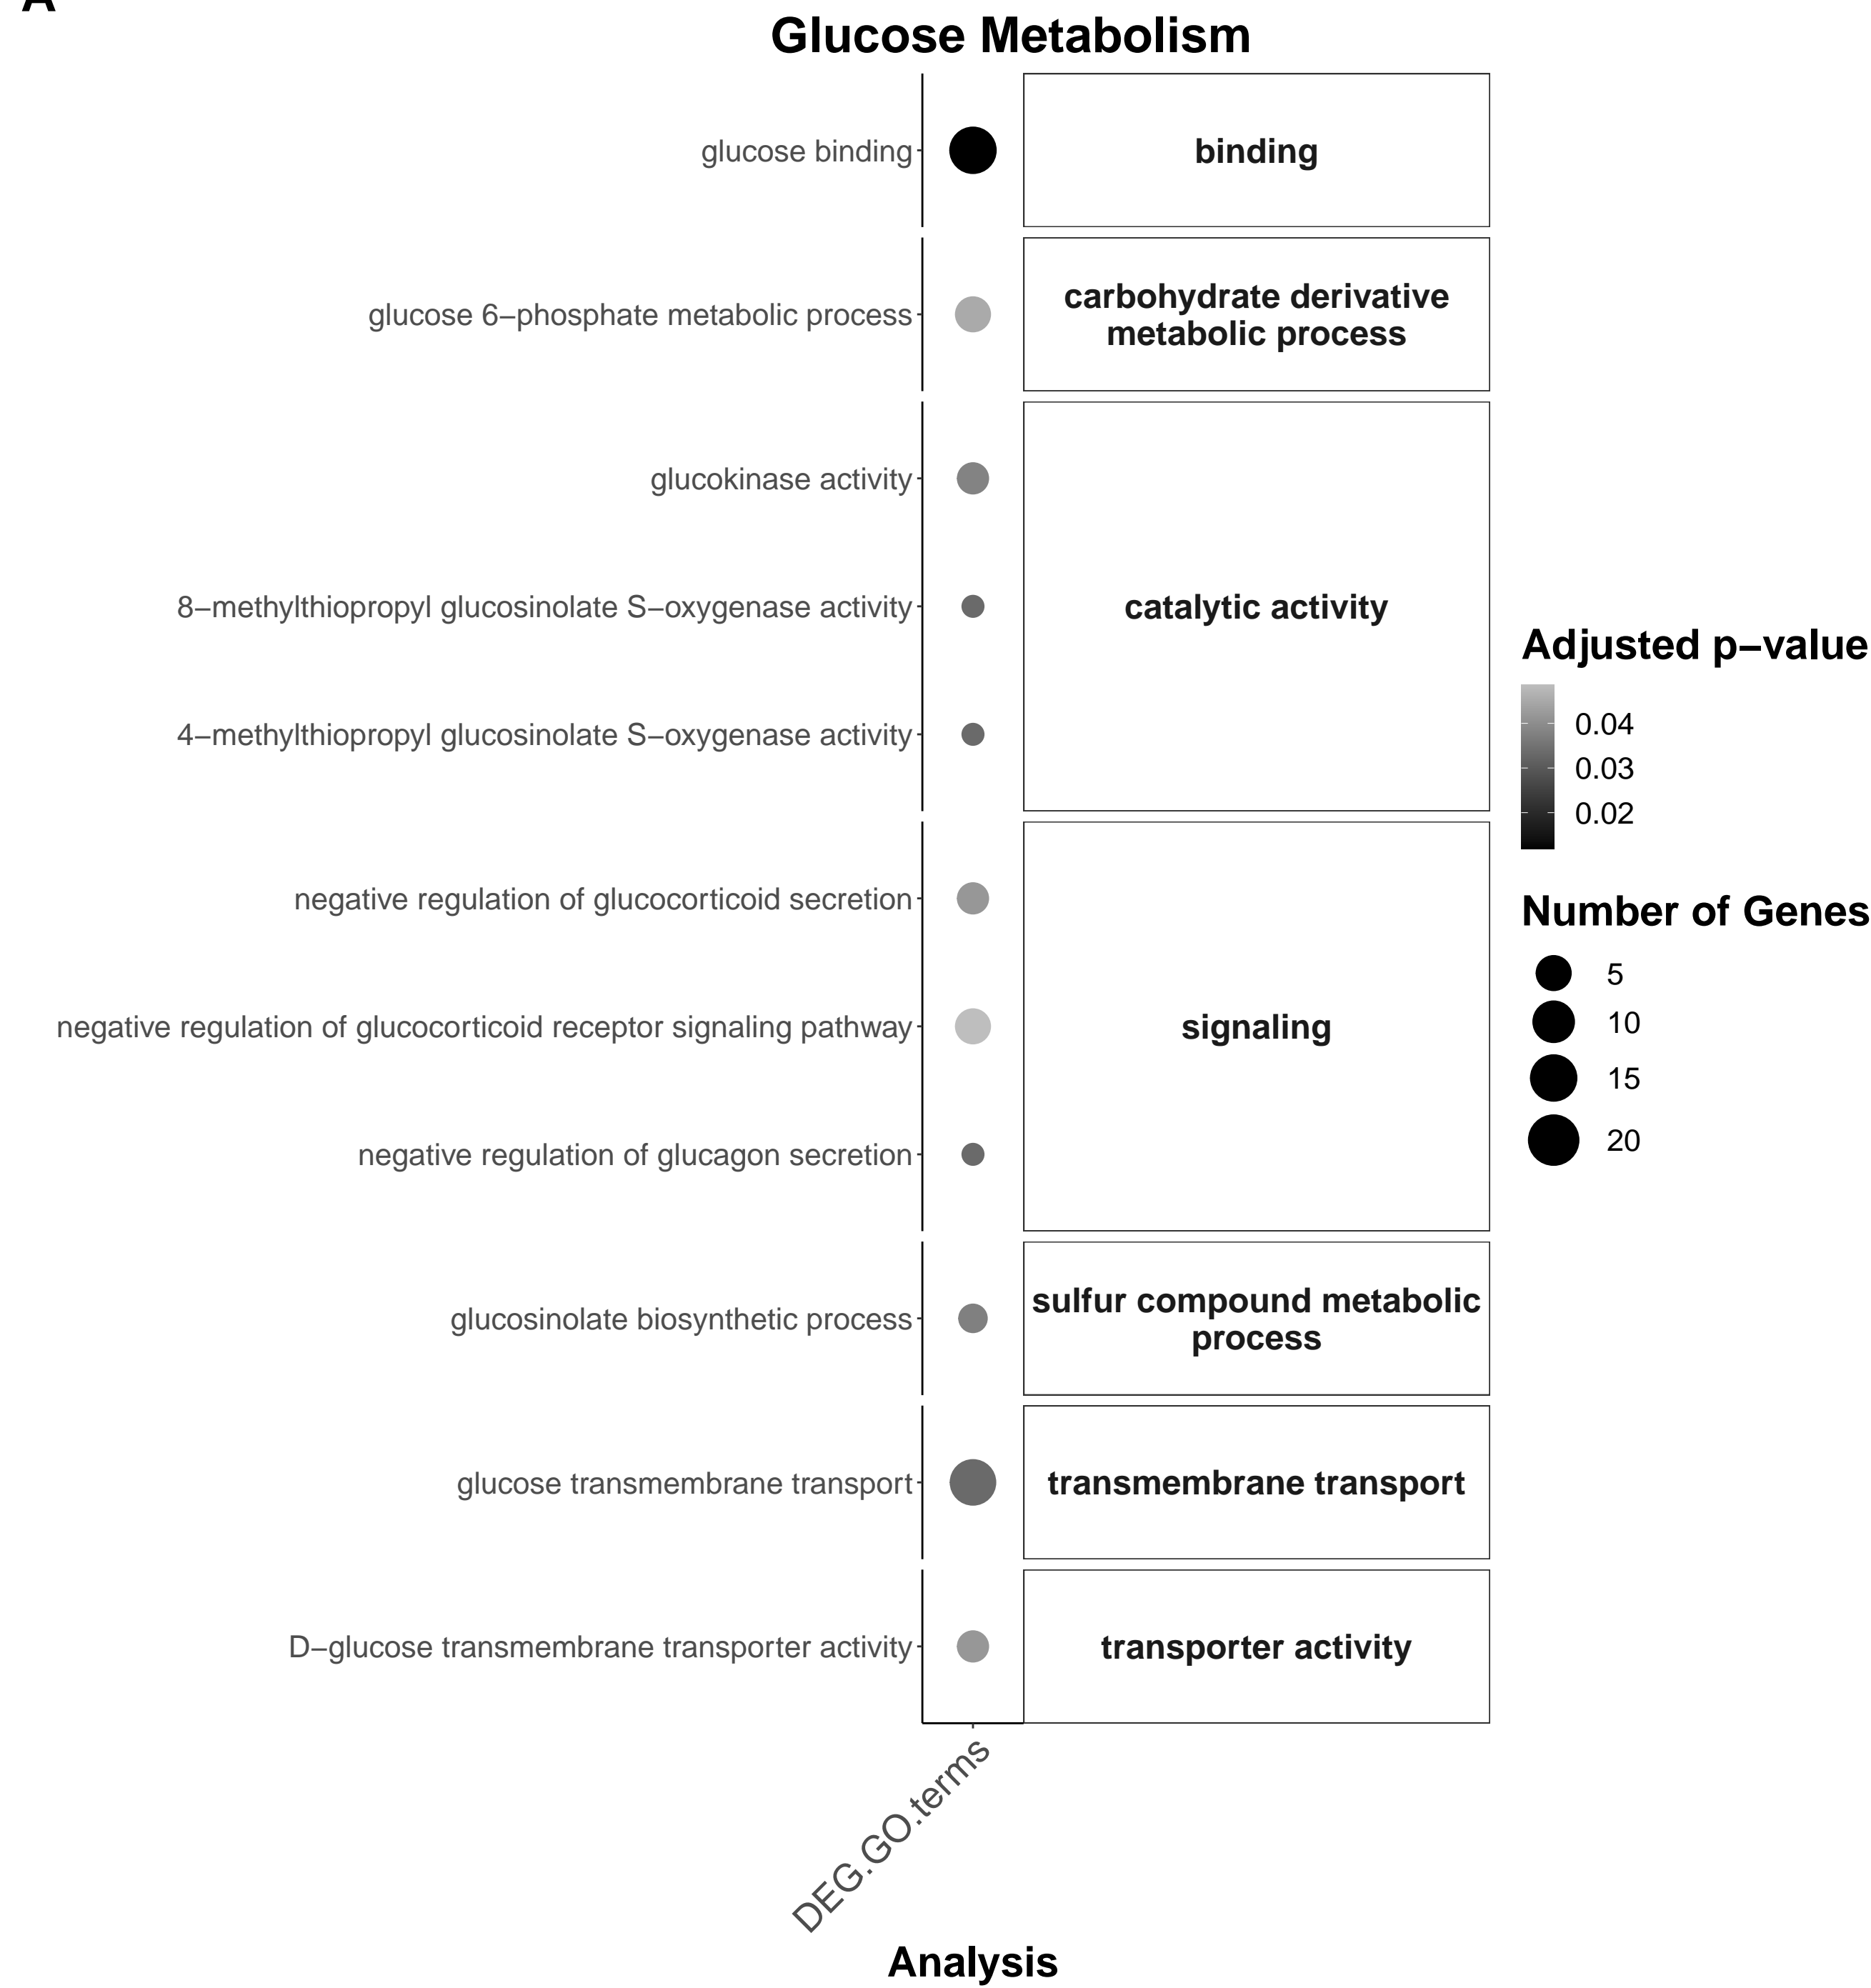 A
Glucose Metabolism
glucose binding
binding
glucose 6−phosphate metabolic process
carbohydrate derivative
metabolic process
glucokinase activity
8−methylthiopropyl glucosinolate S−oxygenase activity
4−methylthiopropyl glucosinolate S−oxygenase activity
catalytic activity
negative regulation of glucocorticoid secretion
negative regulation of glucocorticoid receptor signaling pathway
negative regulation of glucagon secretion
signaling
glucosinolate biosynthetic process
sulfur compound metabolic
process
glucose transmembrane transport
transmembrane transport
D−glucose transmembrane transporter activity
transporter activity
DEG.GO.terms
Analysis
Adjusted p−value
0.04
0.03
0.02
Number of Genes
5
10
15
20